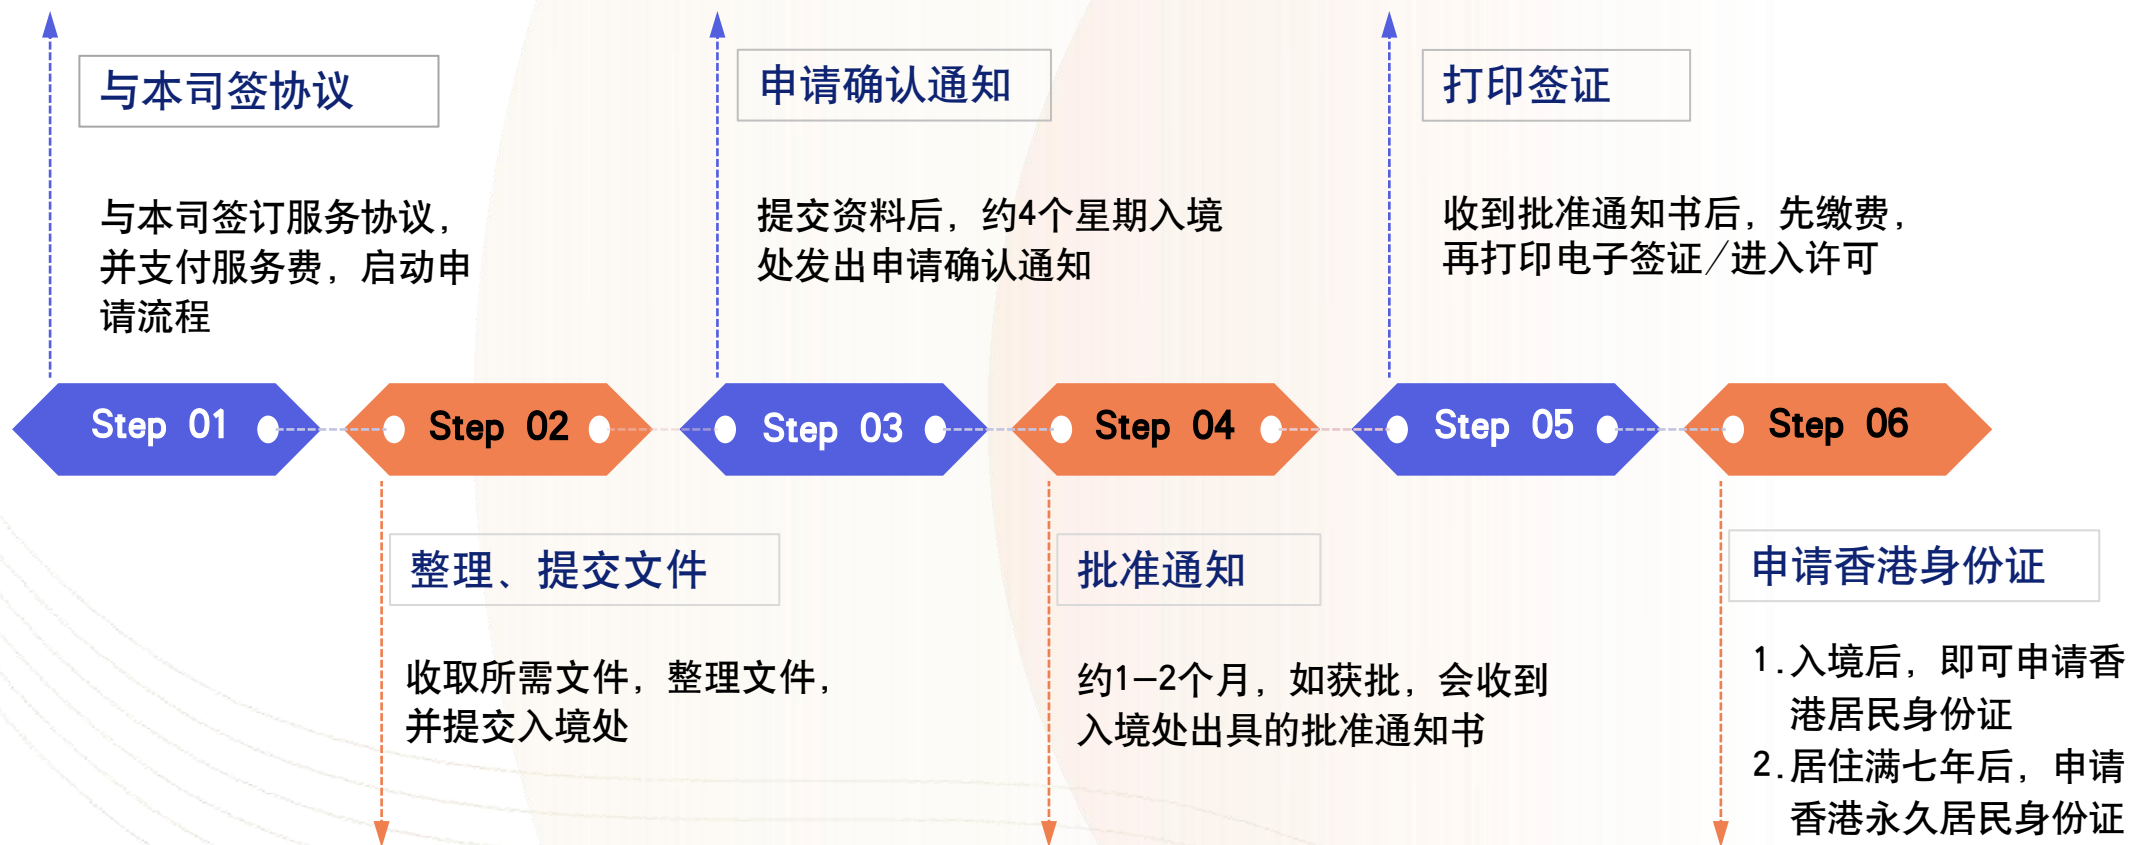 与本司签协议
与本司签订服务协议，
并支付服务费，启动申
请流程
申请确认通知
提交资料后，约4个星期入境
处发出申请确认通知
打印签证
收到批准通知书后，先缴费，
再打印电子签证/进入许可
Step 01
Step 02
Step 03
Step 04
Step 05
Step 06
整理、提交文件
收取所需文件，整理文件，
并提交入境处
批准通知
约1-2个月，如获批，会收到
入境处出具的批准通知书
申请香港身份证
1.入境后，即可申请香
港居民身份证
2.居住满七年后，申请
香港永久居民身份证